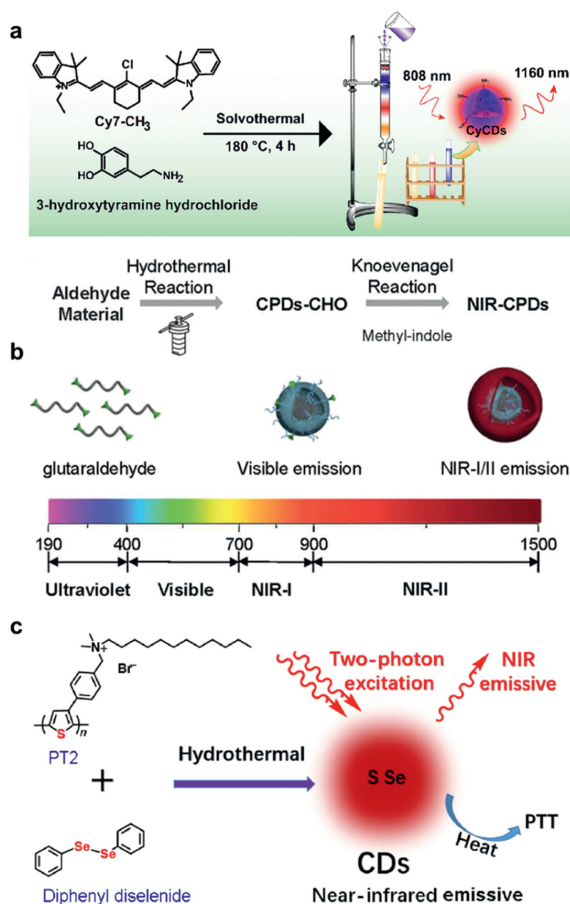 a
Cl
N+
N
Cy7-CH3
HO
HO
NH2
3-hydroxytyramine hydrochloride
Solvothermal
180 °C, 4 h
808 nm
1160 nm
CyCDs
Aldehyde
Material
Hydrothermal
Reaction
CPDs-CHO
Knoevenagel
Reaction
Methyl-indole
NIR-CPDs
b
glutaraldehyde
Visible emission
NIR-I/II emission
190
400
700
900
1500
Ultraviolet
Visible
NIR-I
NIR-II
c
N+
Br−
S
n
PT2
+
Se
Se
Diphenyl diselenide
Hydrothermal
Two-photon
excitation
NIR
emissive
S Se
Heat
PTT
CDs
Near-infrared emissive